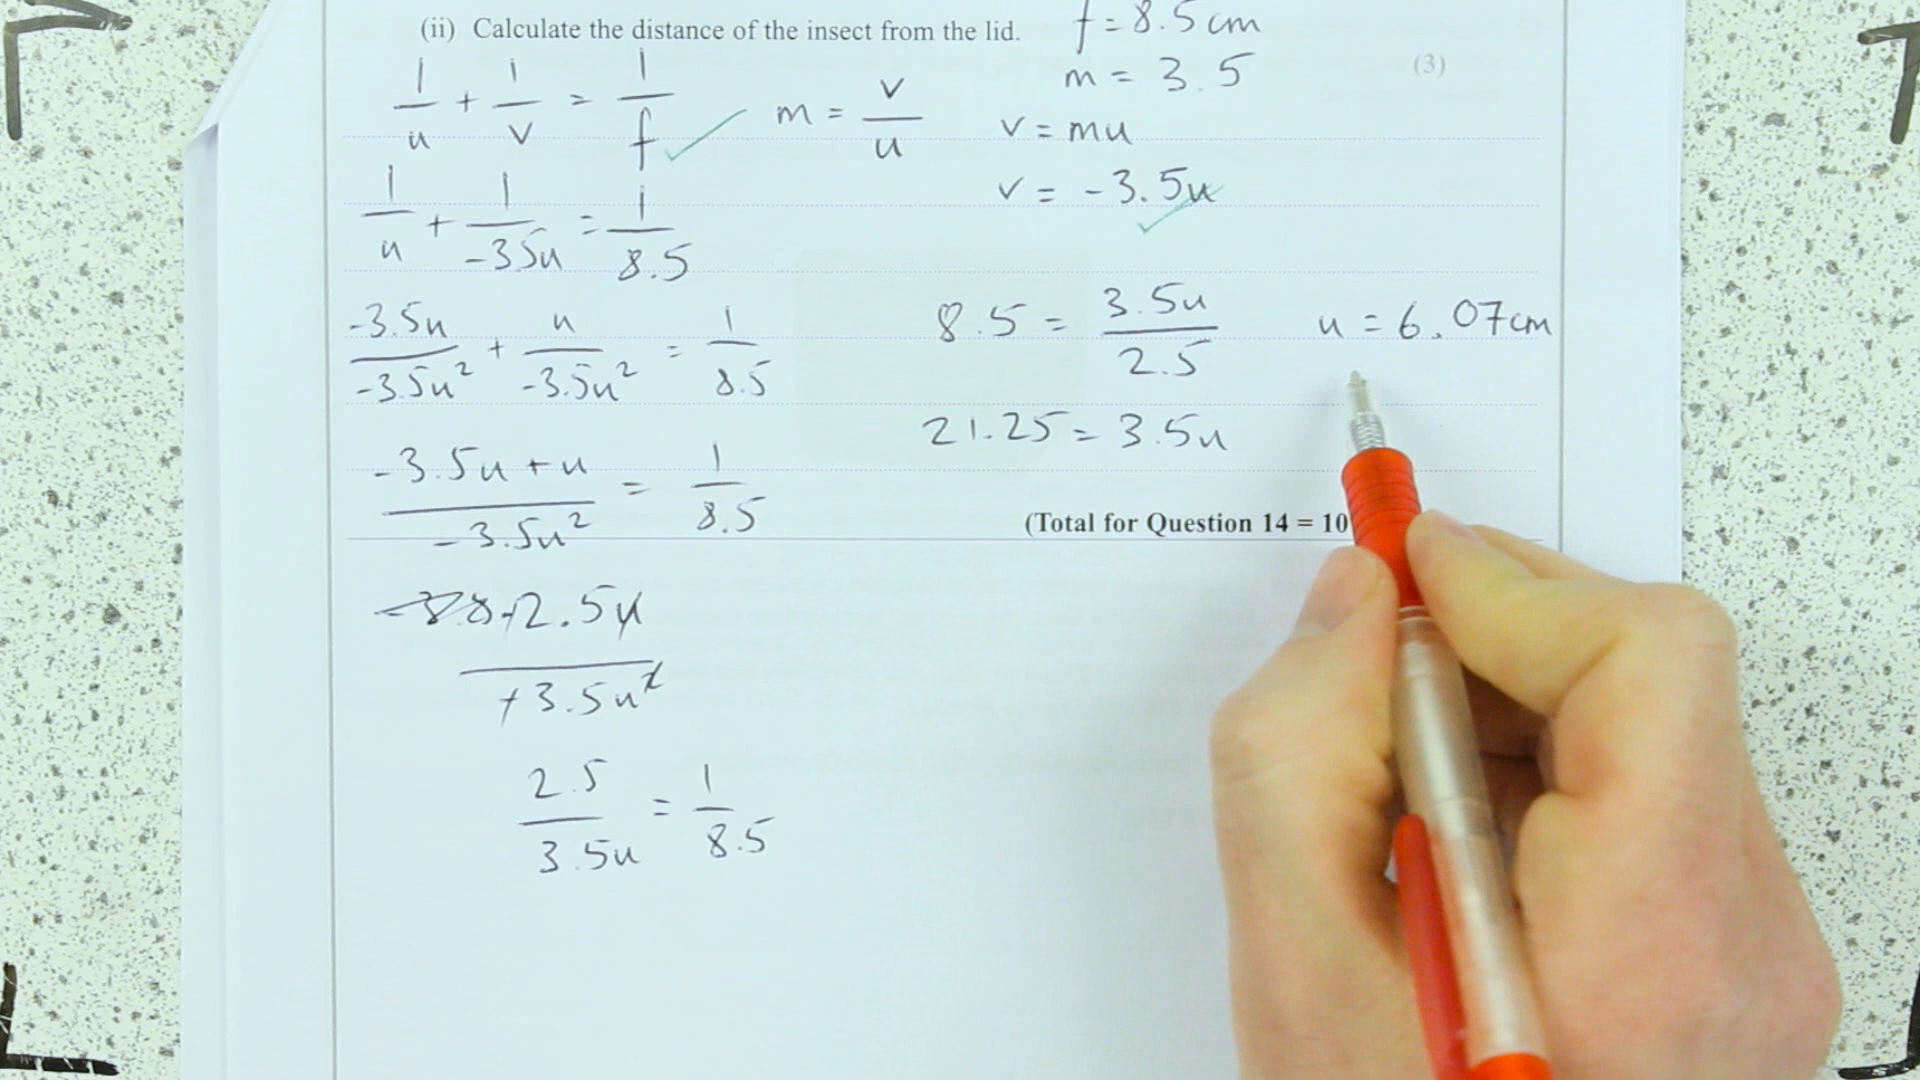 (ii) Calculate the distance of the insect from the lid.
f = 8.5 cm
(3)
1/u + 1/v = 1/f
m = v/u
m = 3.5
v = mu
v = -3.5u
1/u + 1/-3.5u = 1/8.5
-3.5u/-3.5u² + u/-3.5u² = 1/8.5
-3.5u + u/-3.5u² = 1/8.5
2.5u/+3.5u²
2.5/3.5u = 1/8.5
8.5 = 3.5u/2.5
21.25 = 3.5u
u = 6.07cm
(Total for Question 14 = 10